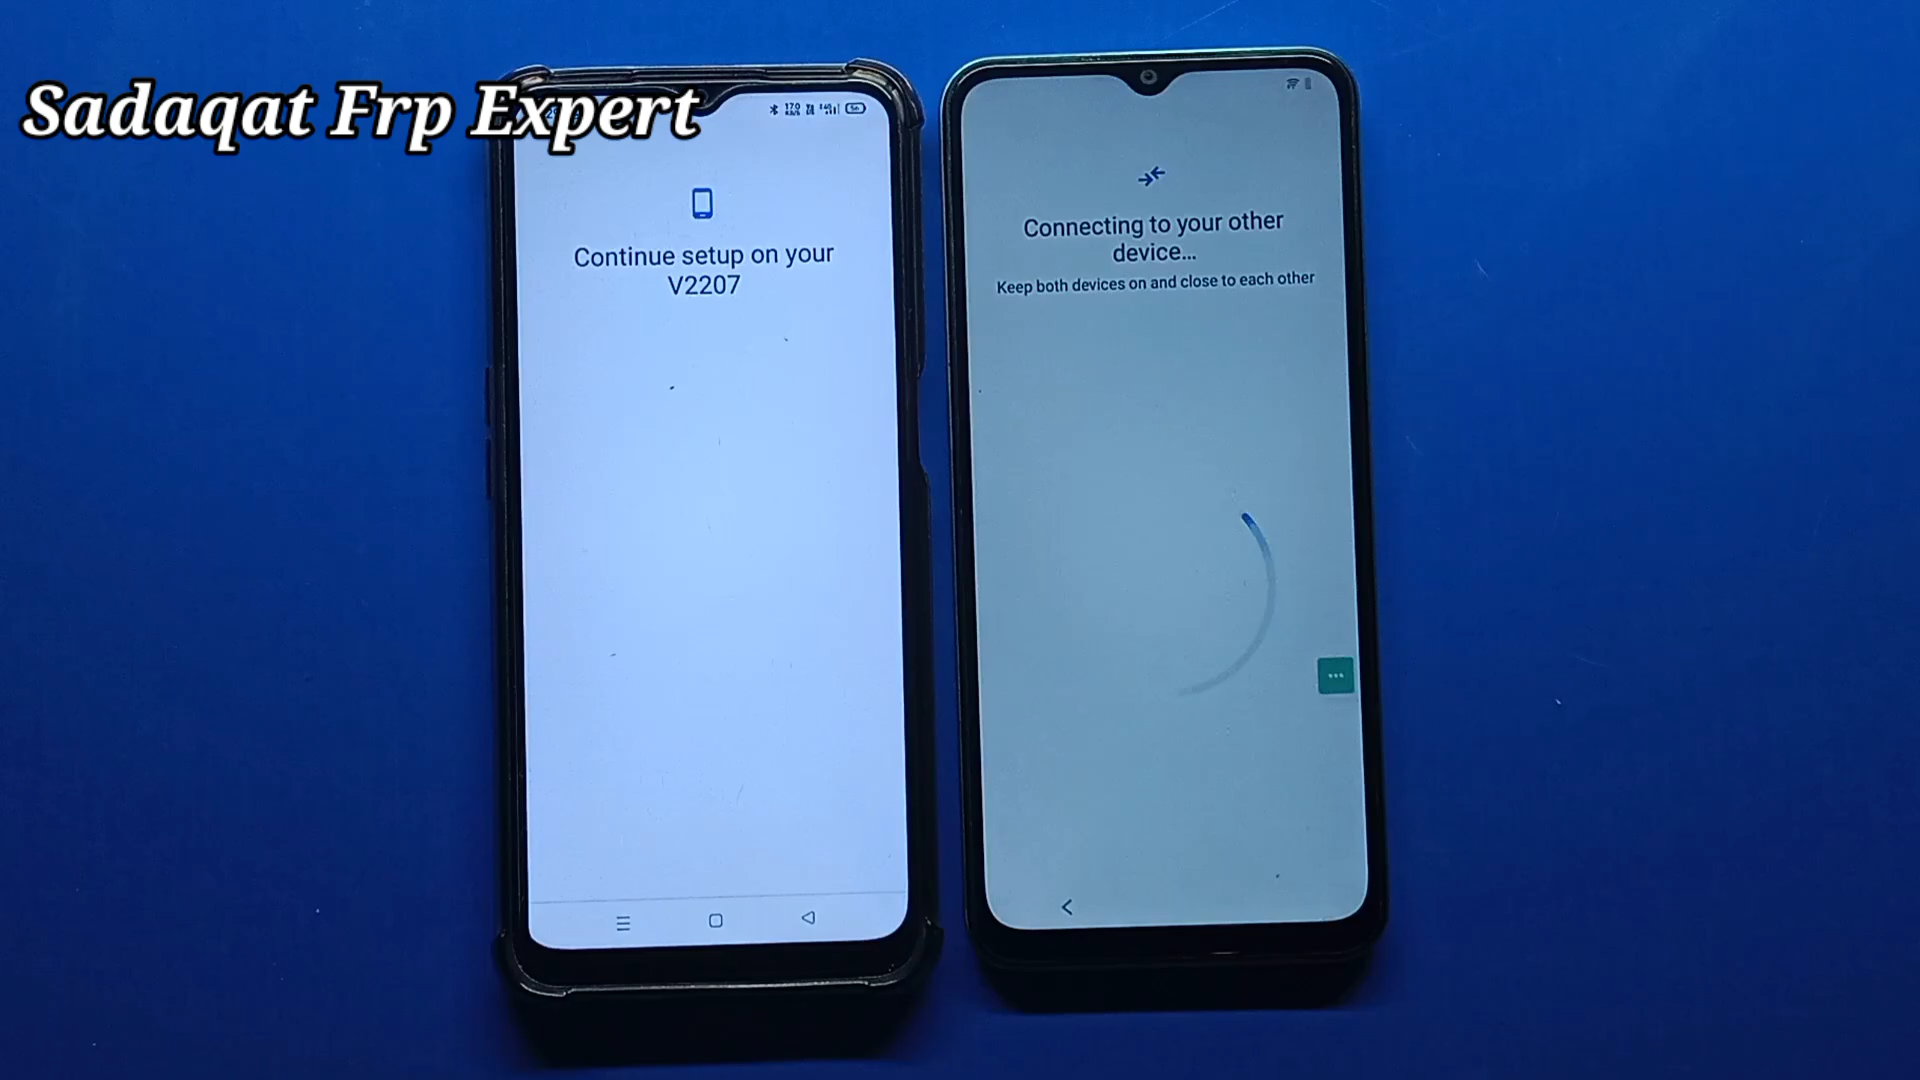 Sadaqat Frp Expert
Continue setup on your
V2207
Connecting to your other
device...
Keep both devices on and close to each other